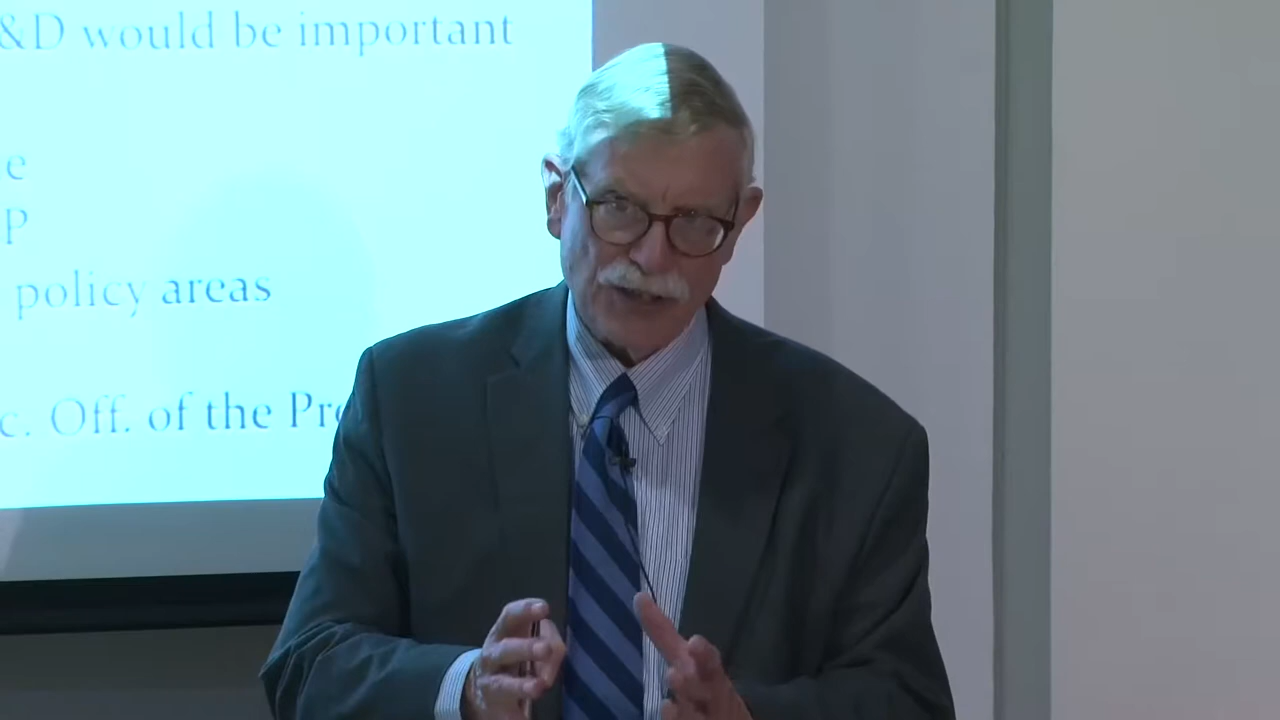 &D would be important
e
P
policy areas
c. Off. of the Pre